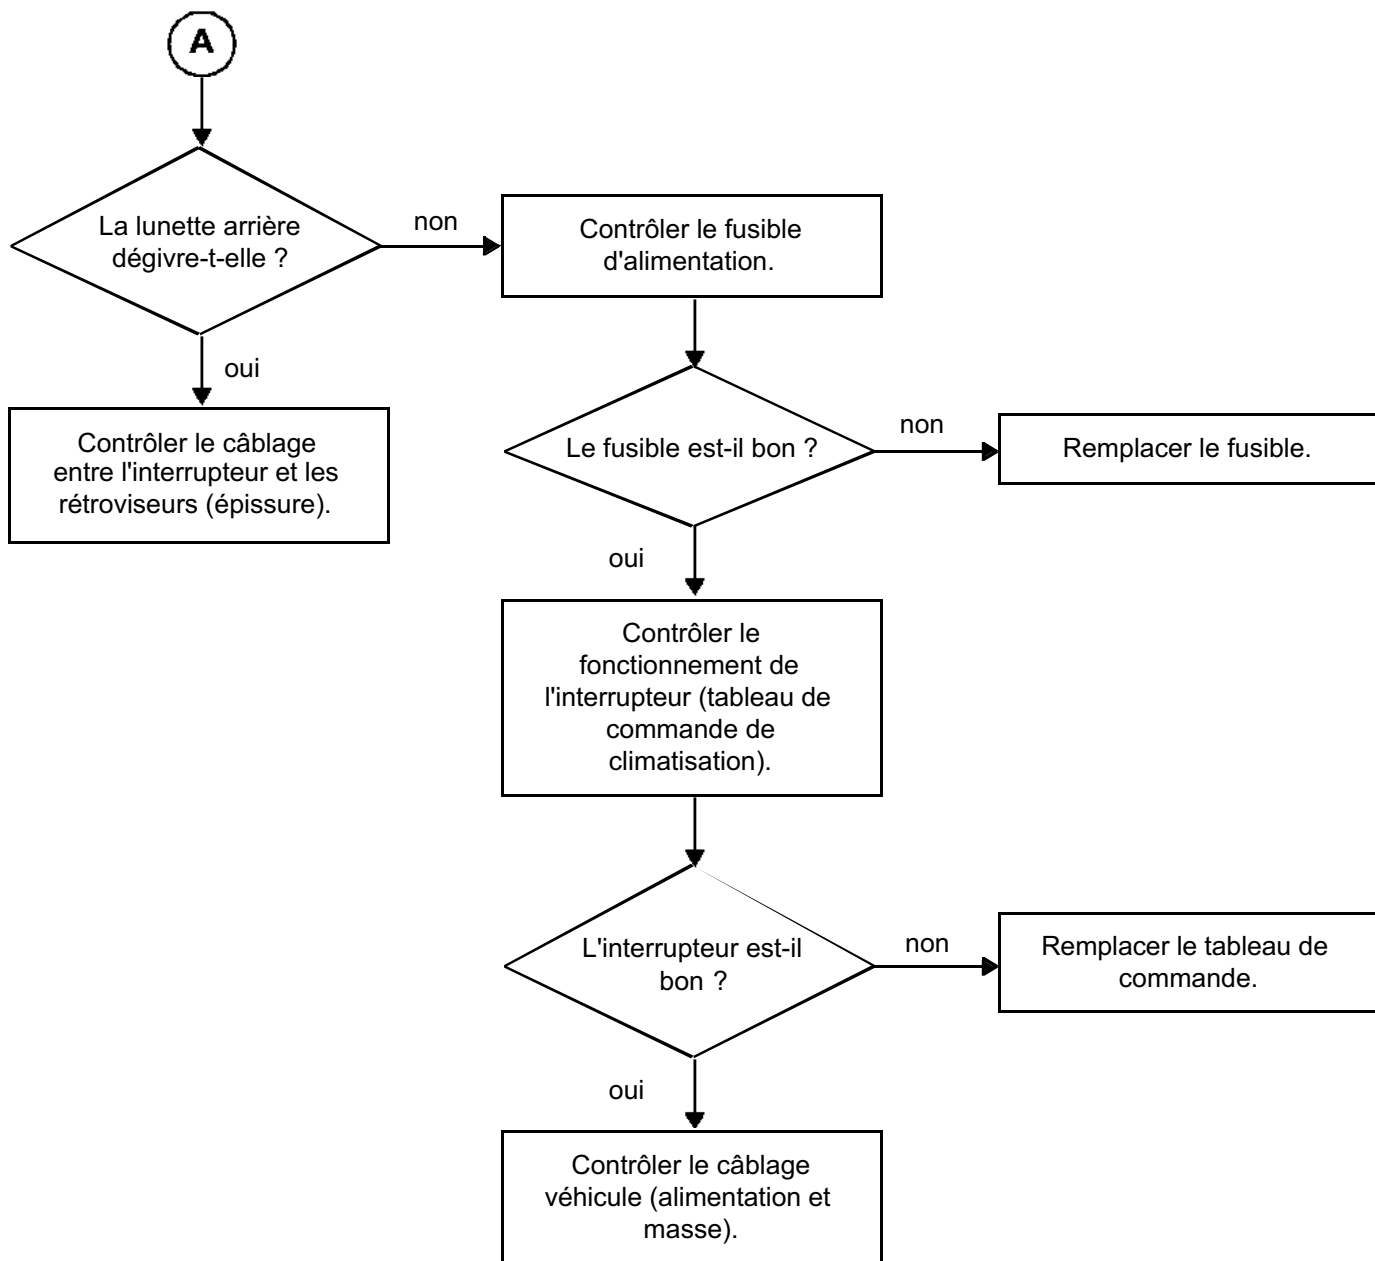 A
La lunette arrière
dégivre-t-elle ?
non
Contrôler le fusible
d'alimentation.
oui
Contrôler le câblage
entre l'interrupteur et les
rétroviseurs (épissure).
Le fusible est-il bon ?
non
Remplacer le fusible.
oui
Contrôler le
fonctionnement de
l'interrupteur (tableau de
commande de
climatisation).
L'interrupteur est-il
bon ?
non
Remplacer le tableau de
commande.
oui
Contrôler le câblage
véhicule (alimentation et
masse).